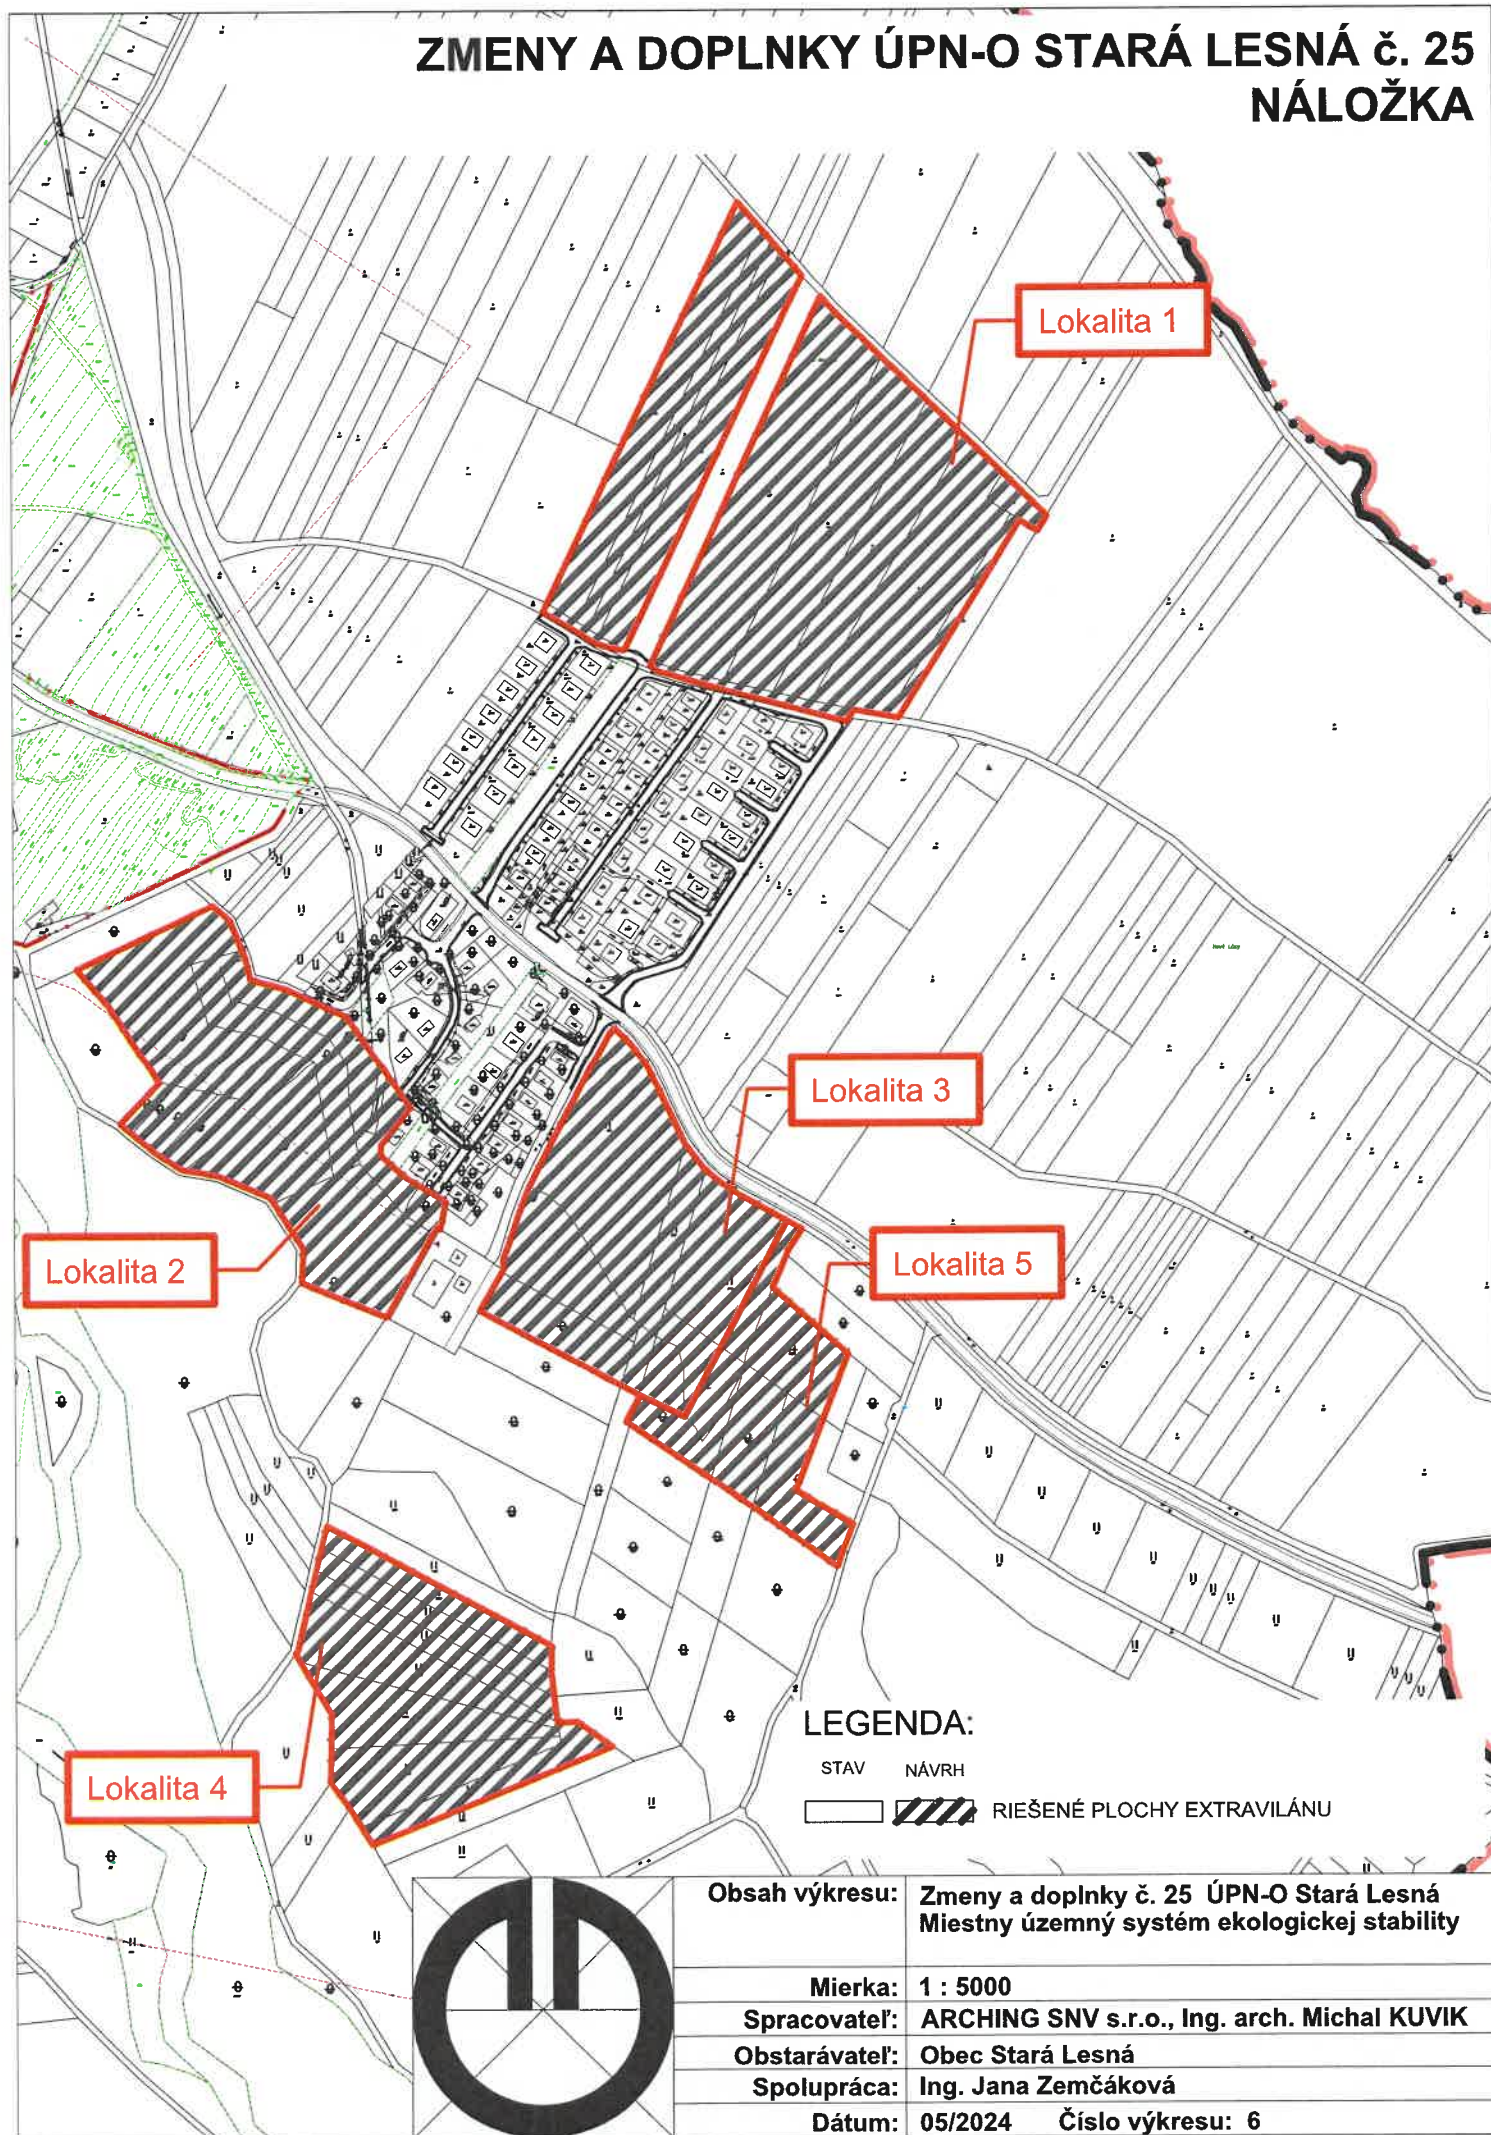 ZMENY A DOPLNKY ÚPN-O STARÁ LESNÁ č. 25
NÁLOŽKA
Lokalita 1
Lokalita 3
Lokalita 2
Lokalita 5
Lokalita 4
LEGENDA:
STAV NÁVRH
RIEŠENÉ PLOCHY EXTRAVILÁNU
Obsah výkresu: Zmeny a doplnky č. 25 ÚPN-O Stará Lesná
Miestny územný systém ekologickej stability
Mierka: 1 : 5000
Spracovateľ: ARCHING SNV s.r.o., Ing. arch. Michal KUVIK
Obstarávateľ: Obec Stará Lesná
Spolupráca: Ing. Jana Zemčáková
Dátum: 05/2024 Číslo výkresu: 6